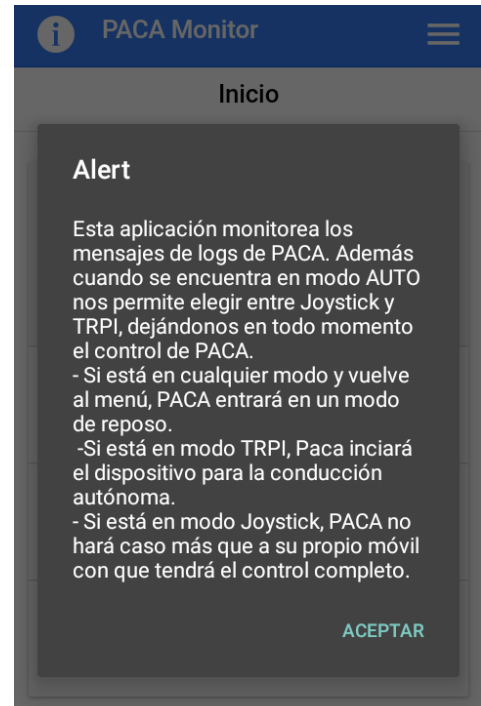 i PACA Monitor
Inicio
Alert
Esta aplicación monitorea los
mensajes de logs de PACA. Además
cuando se encuentra en modo AUTO
nos permite elegir entre Joystick y
TRPI, dejándonos en todo momento
el control de PACA.
- Si está en cualquier modo y vuelve
al menú, PACA entrará en un modo
de reposo.
-Si está en modo TRPI, Paca inciará
el dispositivo para la conducción
autónoma.
- Si está en modo Joystick, PACA no
hará caso más que a su propio móvil
con que tendrá el control completo.
ACEPTAR